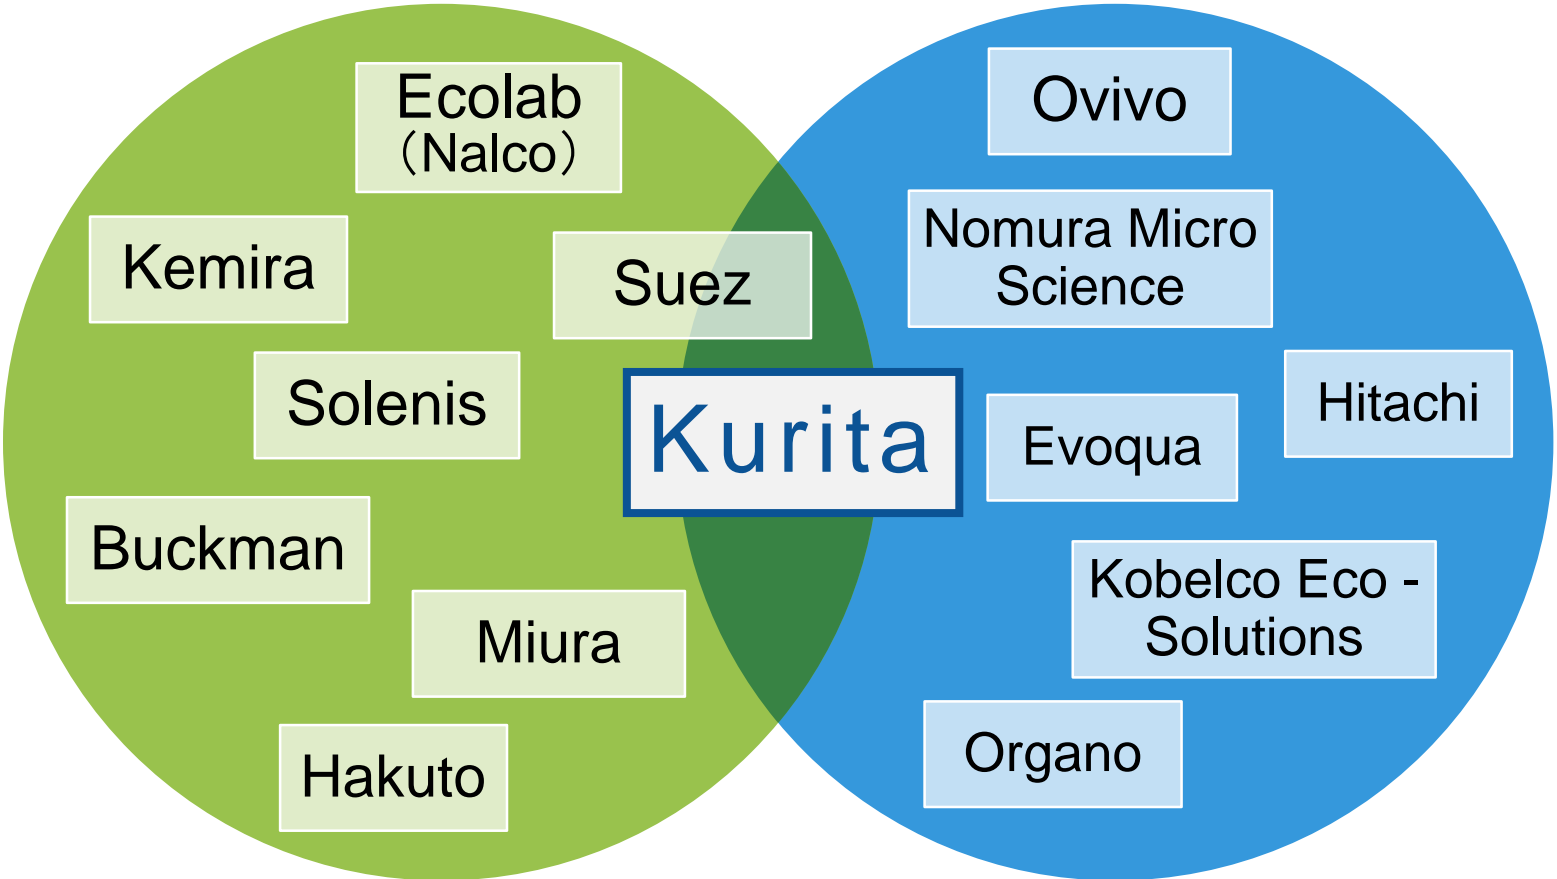 Ecolab
（Nalco）
Kemira
Suez
Solenis
Buckman
Miura
Hakuto
Kurita
Ovivo
Nomura Micro
Science
Hitachi
Evoqua
Kobelco Eco -
Solutions
Organo